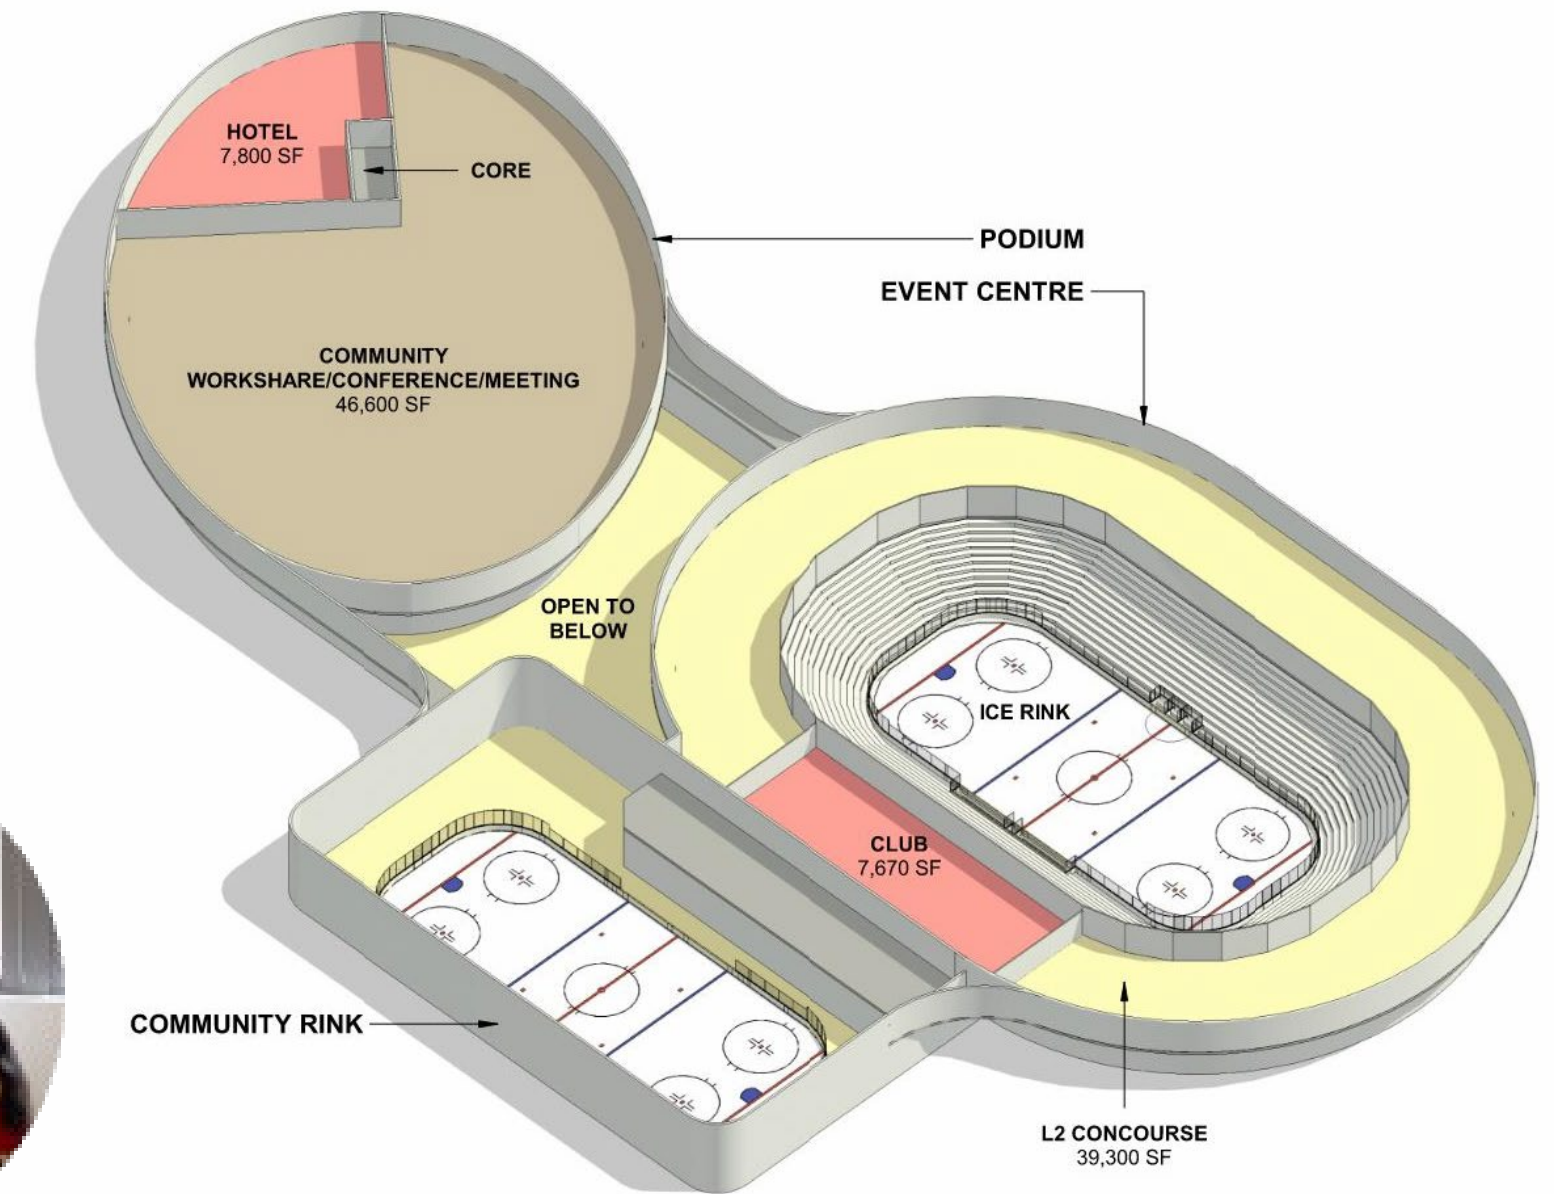 HOTEL
7,800 SF
CORE
PODIUM
EVENT CENTRE
COMMUNITY
WORKSHARE/CONFERENCE/MEETING
46,600 SF
OPEN TO
BELOW
ICE RINK
CLUB
7,670 SF
COMMUNITY RINK
L2 CONCOURSE
39,300 SF